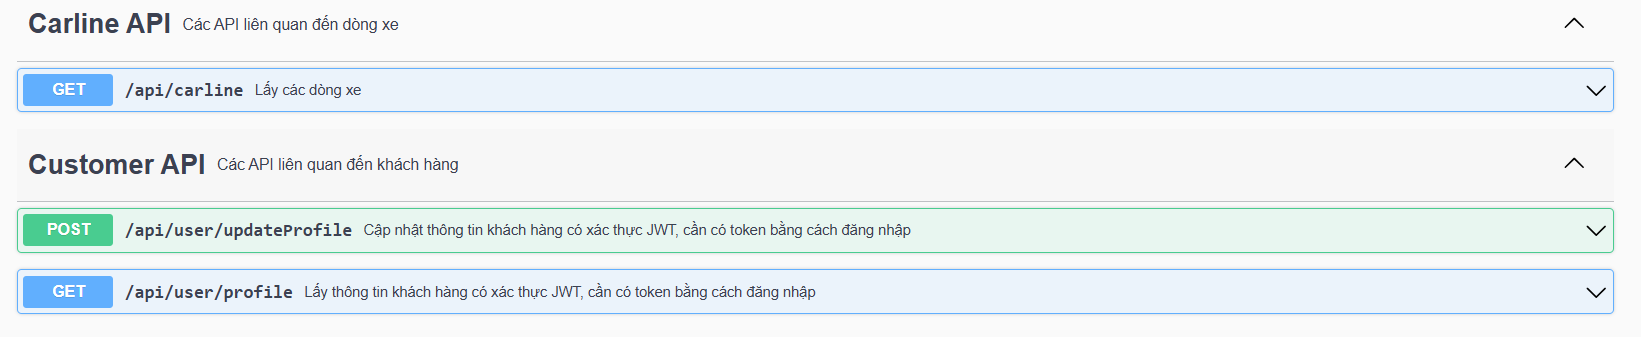 Carline API Các API liên quan đến dòng xe
GET /api/carline Lấy các dòng xe
Customer API Các API liên quan đến khách hàng
POST /api/user/updateProfile Cập nhật thông tin khách hàng có xác thực JWT, cần có token bằng cách đăng nhập
GET /api/user/profile Lấy thông tin khách hàng có xác thực JWT, cần có token bằng cách đăng nhập